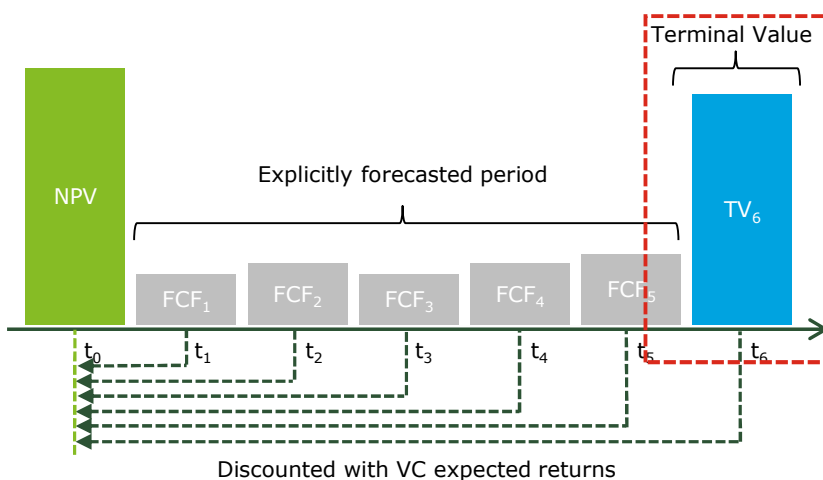 Terminal Value
Explicitly forecasted period
NPV
TV₆
FCF₁
FCF₂
FCF₃
FCF₄
FCF₅
t₀
t₁
t₂
t₃
t₄
t₅
t₆
Discounted with VC expected returns